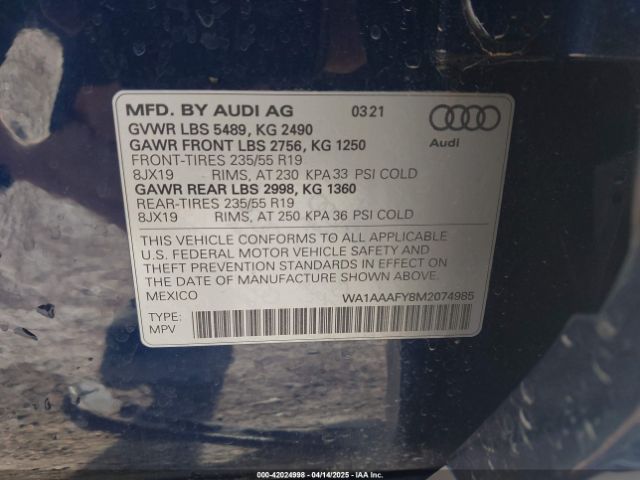 MFD. BY AUDI AG 03 21
GVWR LBS 5489, KG 2490
GAWR FRONT LBS 2756, KG 1250
FRONT-TIRES 235/55 R19
8JX19 RIMS, AT 230 KPA 33 PSI COLD
GAWR REAR LBS 2998, KG 1360
REAR-TIRES 235/55 R19
8JX19 RIMS, AT 250 KPA 36 PSI COLD
Audi
THIS VEHICLE CONFORMS TO ALL APPLICABLE
U.S. FEDERAL MOTOR VEHICLE SAFETY AND
THEFT PREVENTION STANDARDS IN EFFECT ON
THE DATE OF MANUFACTURE SHOWN ABOVE.
MEXICO WA1AAAFY8M2074985
TYPE:
MPV
000-42024998 - 04/14/2025 - IAA Inc.